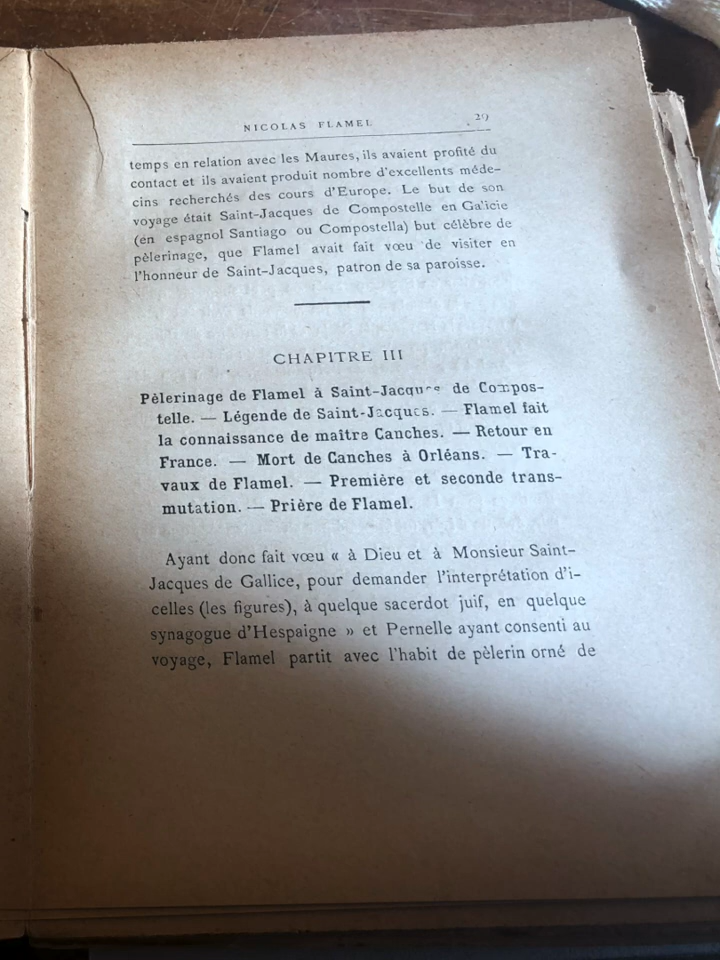 NICOLAS FLAMEL 29
temps en relation avec les Maures, ils avaient profité du
contact et ils avaient produit nombre d'excellents méde-
cins recherchés des cours d'Europe. Le but de son
voyage était Saint-Jacques de Compostelle en Galicie
(en espagnol Santiago ou Compostella) but célèbre de
pèlerinage, que Flamel avait fait vœu de visiter en
l'honneur de Saint-Jacques, patron de sa paroisse.
CHAPITRE III
Pèlerinage de Flamel à Saint-Jacques de Compos-
telle. — Légende de Saint-Jacques. — Flamel fait
la connaissance de maître Canches. — Retour en
France. — Mort de Canches à Orléans. — Tra-
vaux de Flamel. — Première et seconde trans-
mutation. — Prière de Flamel.
Ayant donc fait vœu « à Dieu et à Monsieur Saint-
Jacques de Gallice, pour demander l'interprétation d'i-
celles (les figures), à quelque sacerdot juif, en quelque
synagogue d'Hespaigne » et Pernelle ayant consenti au
voyage, Flamel partit avec l'habit de pèlerin orné de